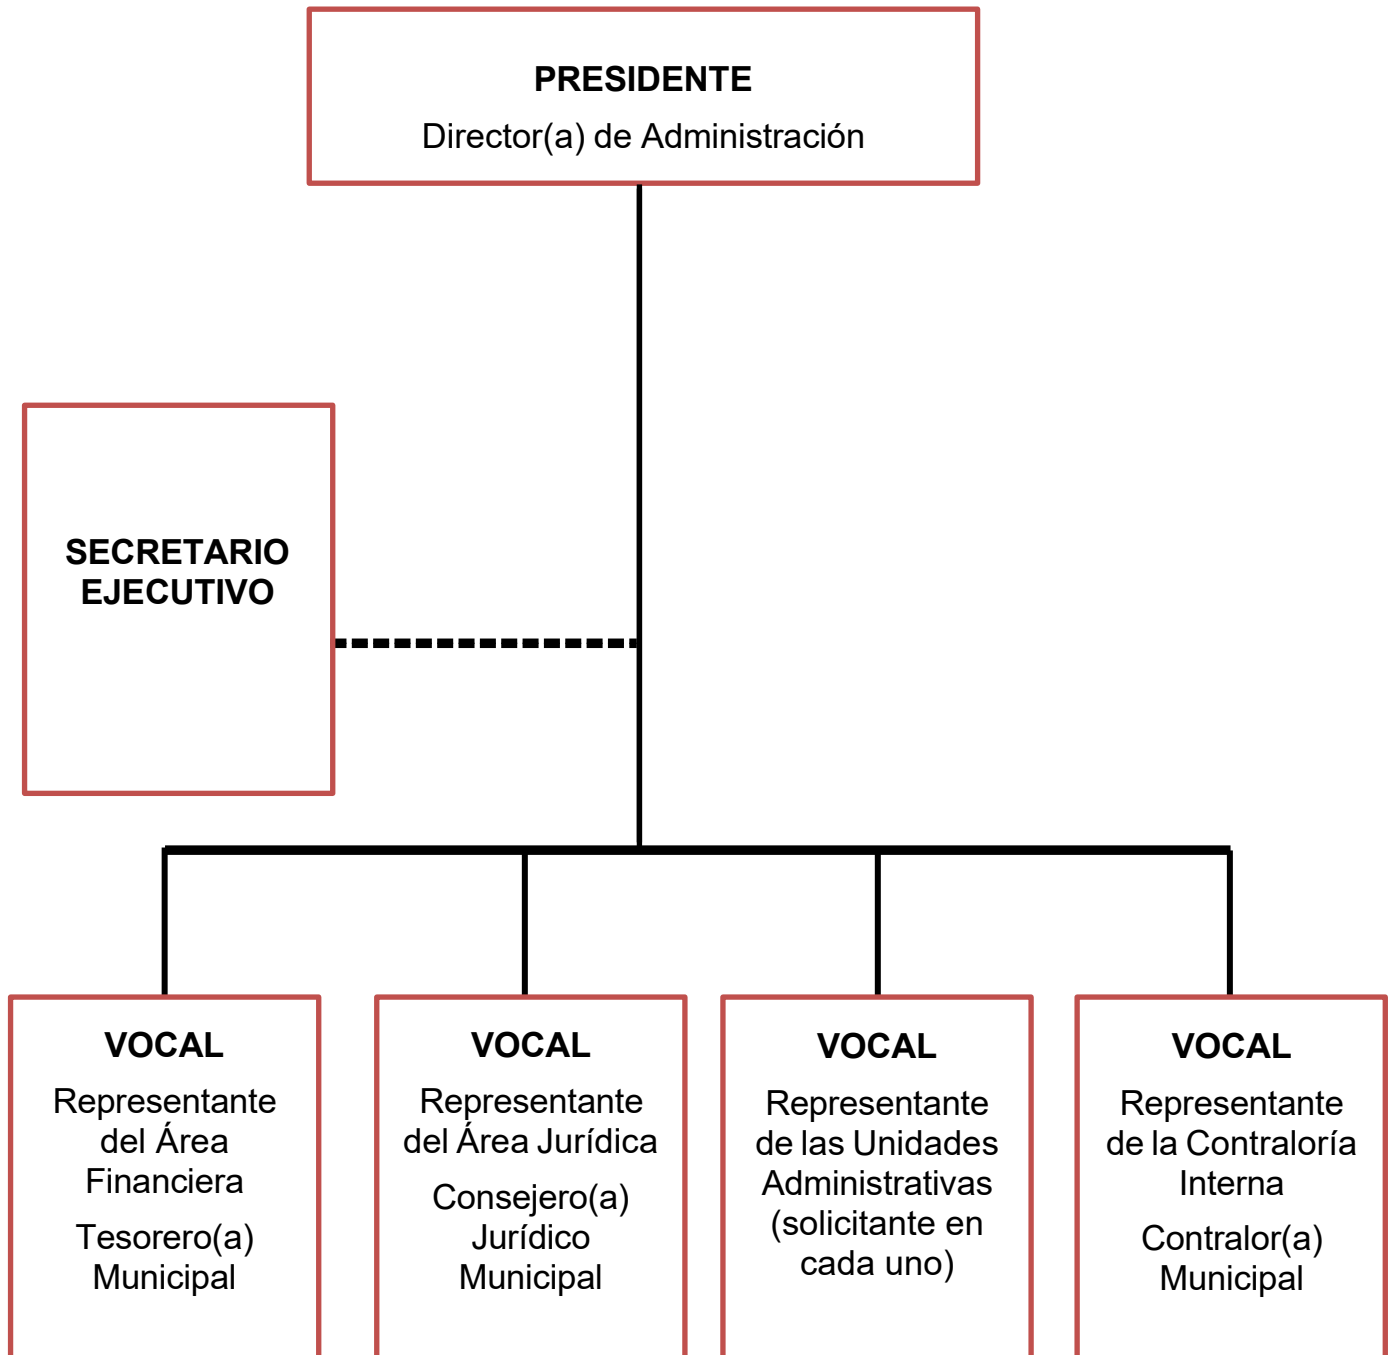 PRESIDENTE
Director(a) de Administración
SECRETARIO
EJECUTIVO
VOCAL
Representante
del Área
Financiera
Tesorero(a)
Municipal
VOCAL
Representante
del Área Jurídica
Consejero(a)
Jurídico
Municipal
VOCAL
Representante
de las Unidades
Administrativas
(solicitante en
cada uno)
VOCAL
Representante
de la Contraloría
Interna
Contralor(a)
Municipal